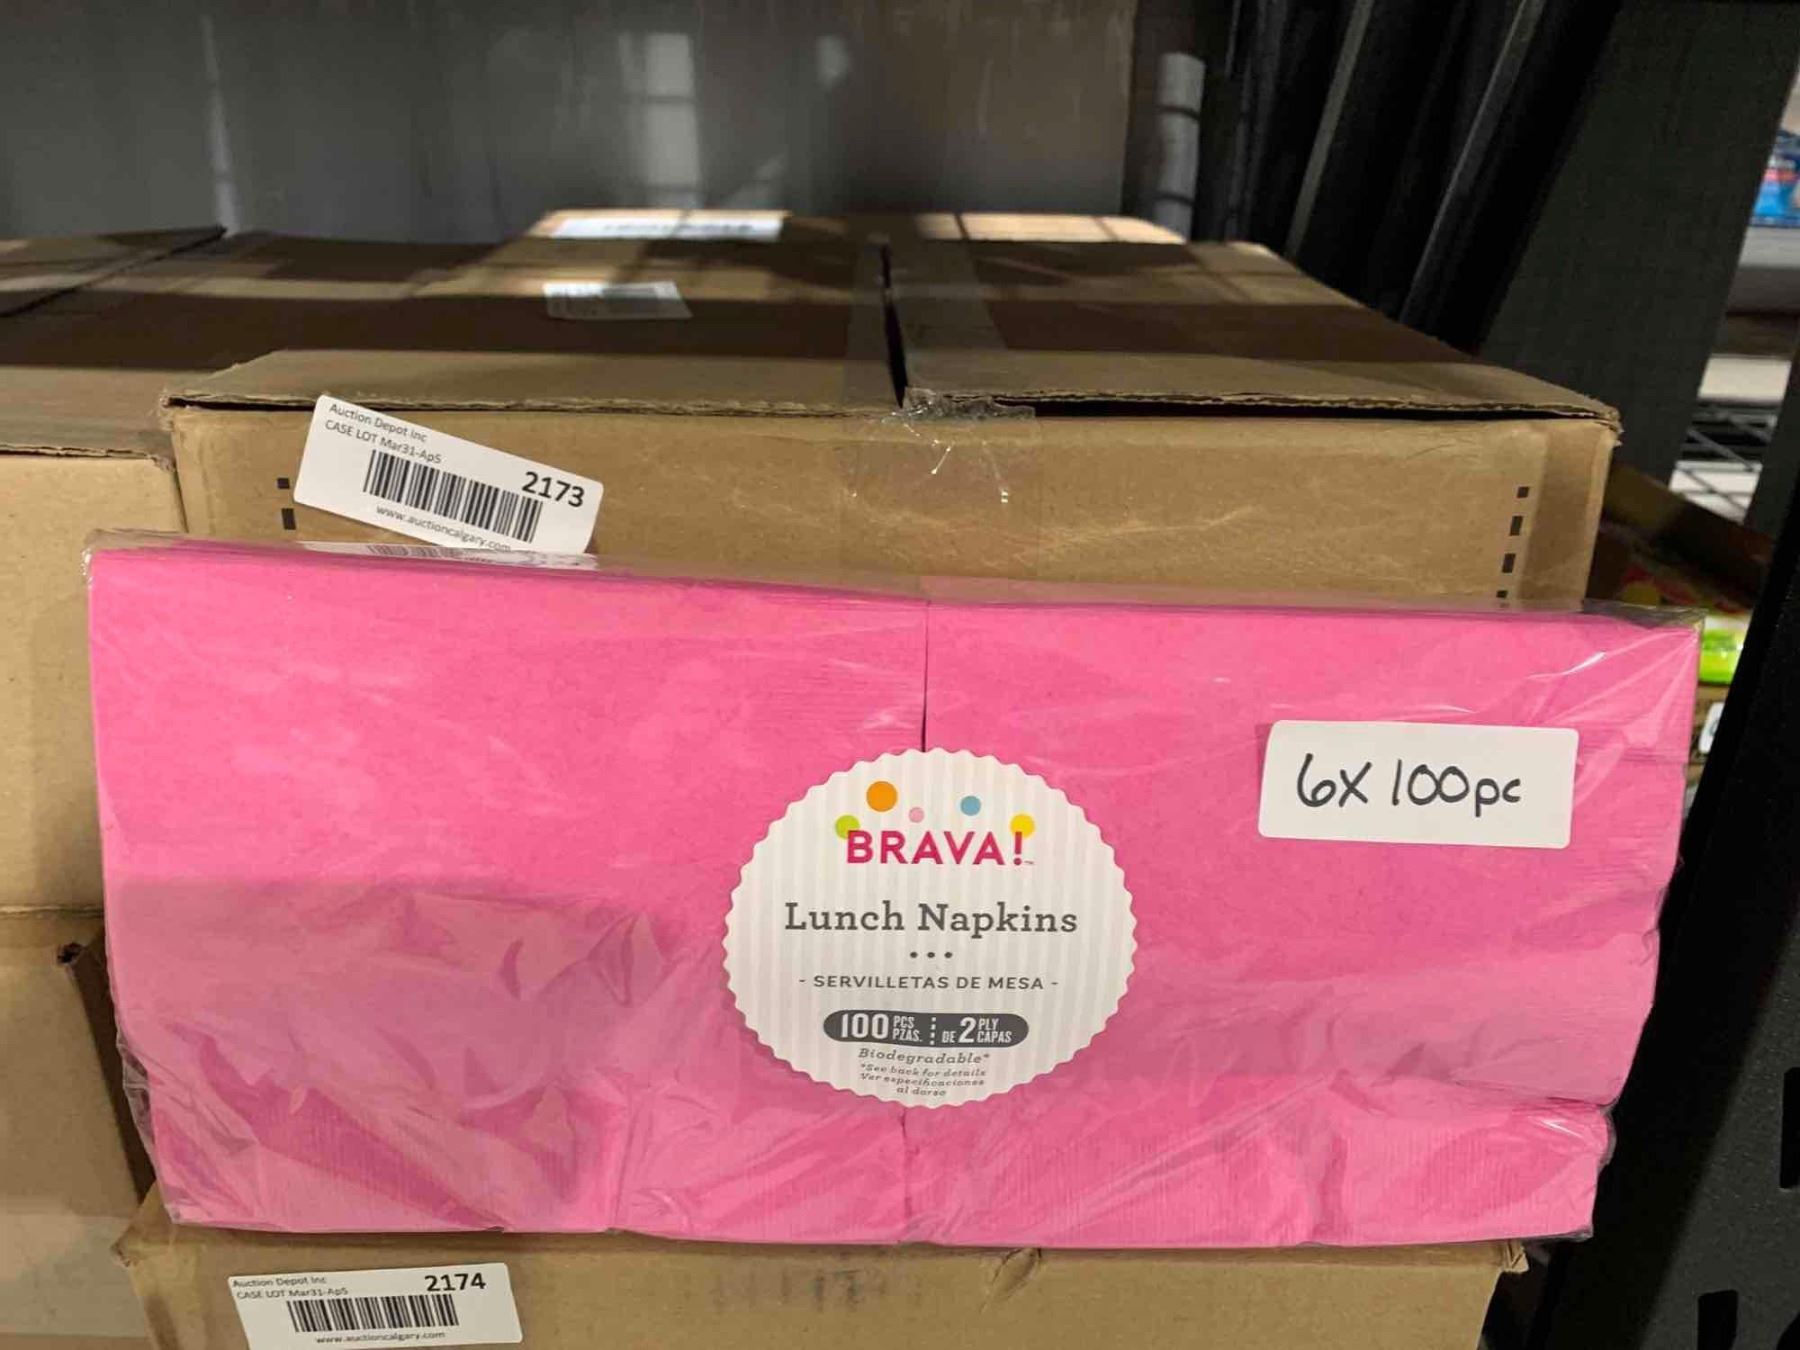 Auction Depot Inc
CASE LOT Mar31-Ap5
2173
www.auctioncalgary.com
6X 100pc
BRAVA!™
Lunch Napkins
- SERVILLETAS DE MESA -
100 PCS PZAS. DE 2 PLY CAPAS
Biodegradable*
*See back for details
Ver especificaciones
al dorso
Auction Depot Inc
CASE LOT Mar31-Ap5
2174
www.auctioncalgary.com